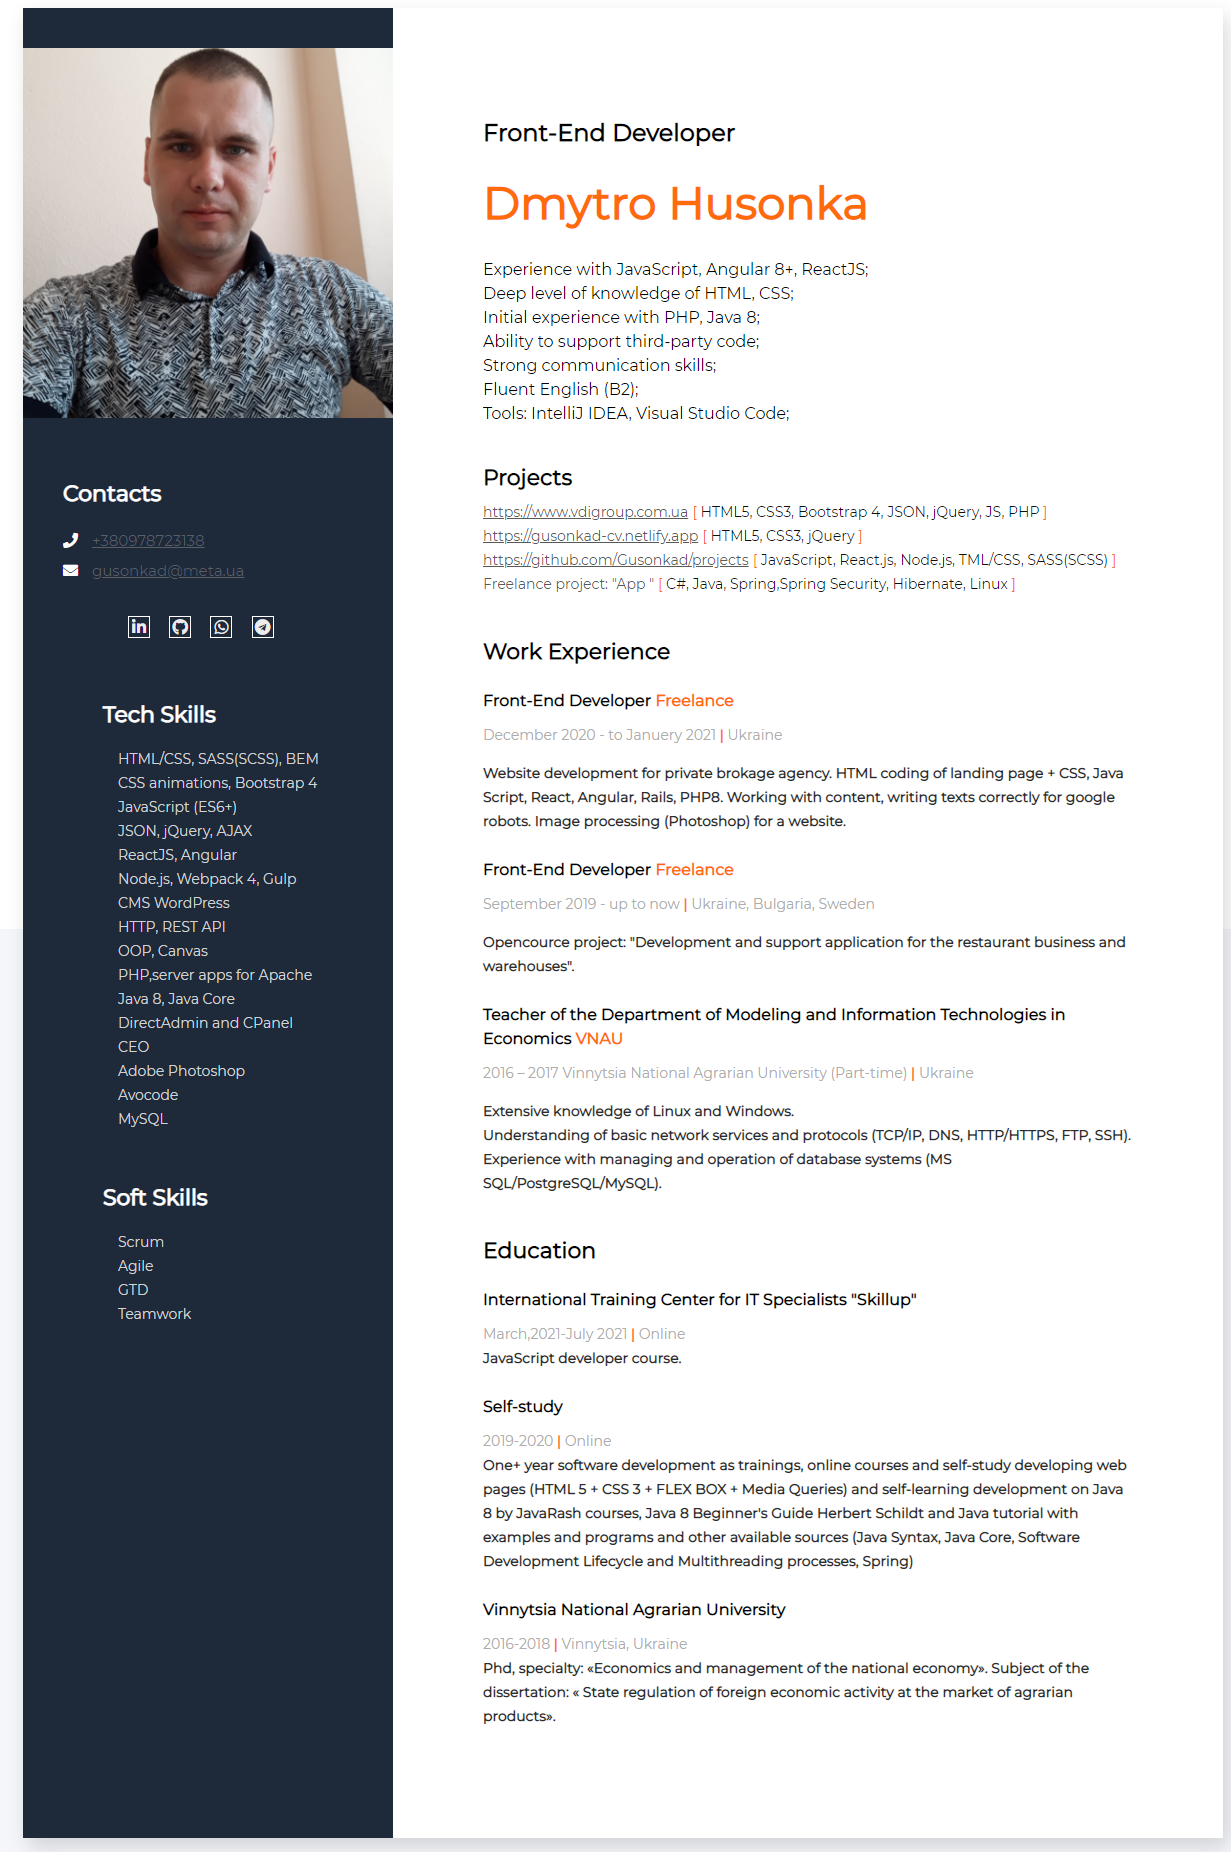 Front-End Developer
Dmytro Husonka
Experience with JavaScript, Angular 8+, ReactJS;
Deep level of knowledge of HTML, CSS;
Initial experience with PHP, Java 8;
Ability to support third-party code;
Strong communication skills;
Fluent English (B2);
Tools: IntelliJ IDEA, Visual Studio Code;
Contacts
+380978723138
gusonkad@meta.ua
in
Tech Skills
HTML/CSS, SASS(SCSS), BEM
CSS animations, Bootstrap 4
JavaScript (ES6+)
JSON, jQuery, AJAX
ReactJS, Angular
Node.js, Webpack 4, Gulp
CMS WordPress
HTTP, REST API
OOP, Canvas
PHP,server apps for Apache
Java 8, Java Core
DirectAdmin and CPanel
CEO
Adobe Photoshop
Avocode
MySQL
Soft Skills
Scrum
Agile
GTD
Teamwork
Projects
https://www.vdigroup.com.ua [ HTML5, CSS3, Bootstrap 4, JSON, jQuery, JS, PHP ]
https://gusonkad-cv.netlify.app [ HTML5, CSS3, jQuery ]
https://github.com/Gusonkad/projects [ JavaScript, React.js, Node.js, TML/CSS, SASS(SCSS) ]
Freelance project: "App " [ C#, Java, Spring,Spring Security, Hibernate, Linux ]
Work Experience
Front-End Developer Freelance
December 2020 - to Januery 2021 | Ukraine
Website development for private brokage agency. HTML coding of landing page + CSS, Java
Script, React, Angular, Rails, PHP8. Working with content, writing texts correctly for google
robots. Image processing (Photoshop) for a website.
Front-End Developer Freelance
September 2019 - up to now | Ukraine, Bulgaria, Sweden
Opencource project: "Development and support application for the restaurant business and
warehouses".
Teacher of the Department of Modeling and Information Technologies in
Economics VNAU
2016 – 2017 Vinnytsia National Agrarian University (Part-time) | Ukraine
Extensive knowledge of Linux and Windows.
Understanding of basic network services and protocols (TCP/IP, DNS, HTTP/HTTPS, FTP, SSH).
Experience with managing and operation of database systems (MS
SQL/PostgreSQL/MySQL).
Education
International Training Center for IT Specialists "Skillup"
March,2021-July 2021 | Online
JavaScript developer course.
Self-study
2019-2020 | Online
One+ year software development as trainings, online courses and self-study developing web
pages (HTML 5 + CSS 3 + FLEX BOX + Media Queries) and self-learning development on Java
8 by JavaRash courses, Java 8 Beginner's Guide Herbert Schildt and Java tutorial with
examples and programs and other available sources (Java Syntax, Java Core, Software
Development Lifecycle and Multithreading processes, Spring)
Vinnytsia National Agrarian University
2016-2018 | Vinnytsia, Ukraine
Phd, specialty: «Economics and management of the national economy». Subject of the
dissertation: « State regulation of foreign economic activity at the market of agrarian
products».